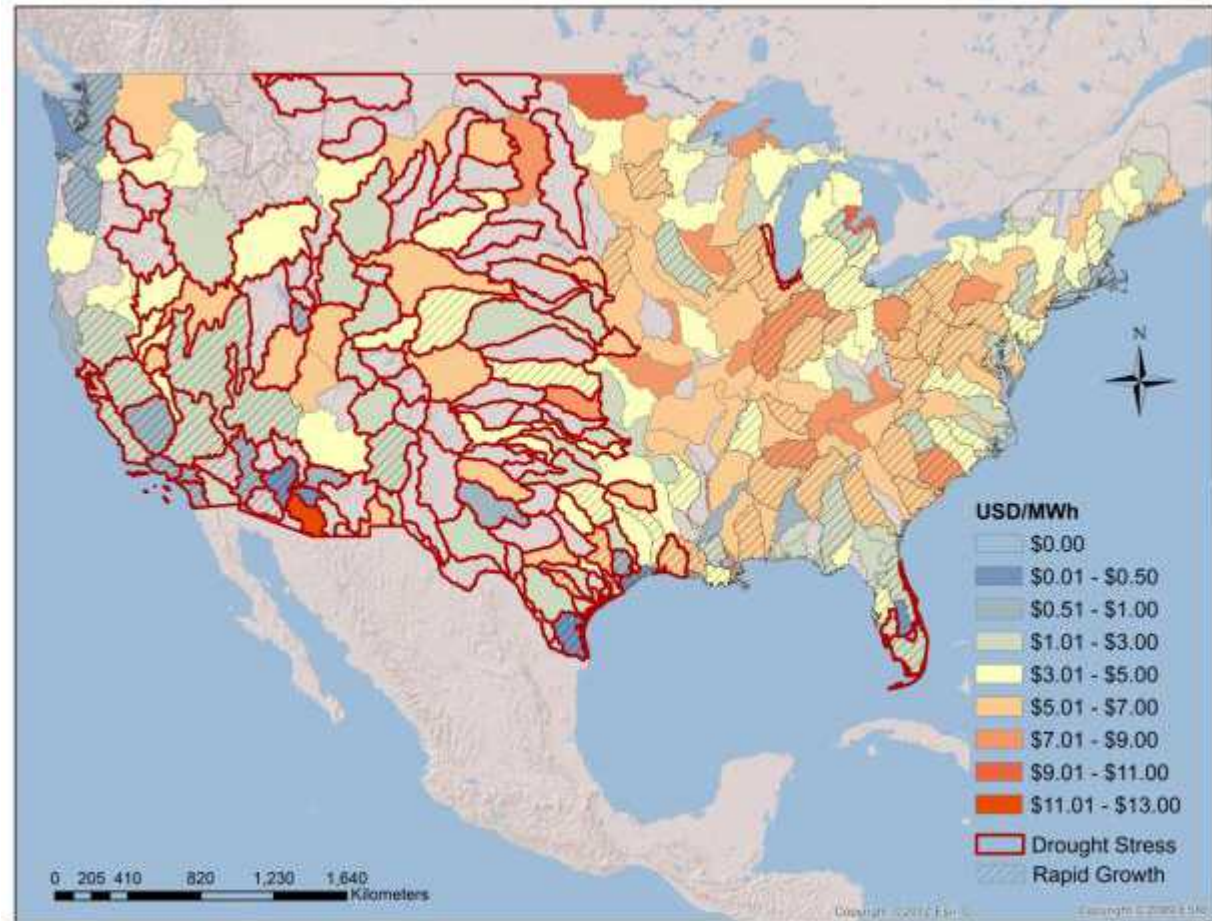 N
USD/MWh
$0.00
$0.01 - $0.50
$0.51 - $1.00
$1.01 - $3.00
$3.01 - $5.00
$5.01 - $7.00
$7.01 - $9.00
$9.01 - $11.00
$11.01 - $13.00
Drought Stress
Rapid Growth
0 205 410 820 1,230 1,640
Kilometers
Copyright
Copyright